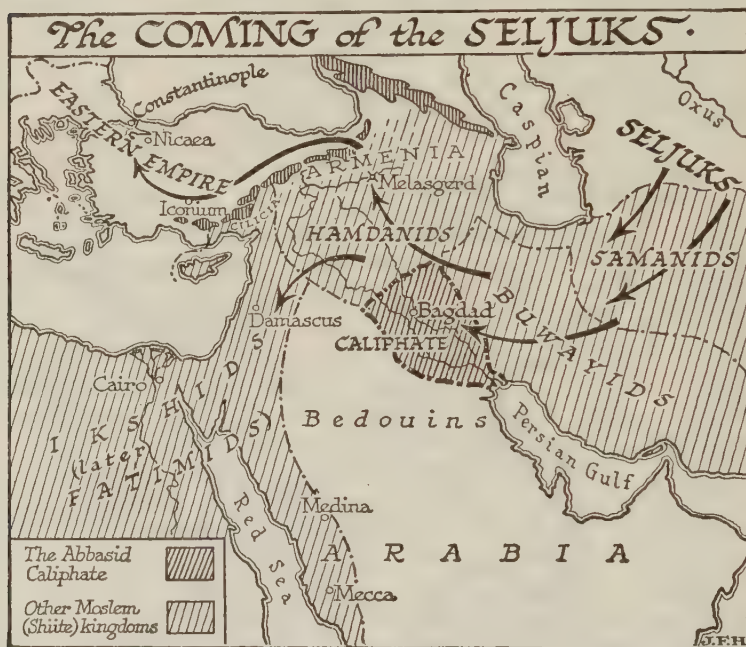 The COMING of the SELJUKS.
Constantinople
Nicaea
EASTERN EMPIRE
Iconium
CILICIA
ARMENIA
Melasgerd
Caspian
Oxus
SELJUKS
HAMDANIDS
SAMANIDS
BUWAYIDS
Bagdad
CALIPHATE
Damascus
Cairo
IKSHIDS
(later
FATIMIDS)
Bedouins
Persian Gulf
Red Sea
Medina
ARABIA
Mecca
The Abbasid
Caliphate
Other Moslem
(Shiite) kingdoms
J.F.H